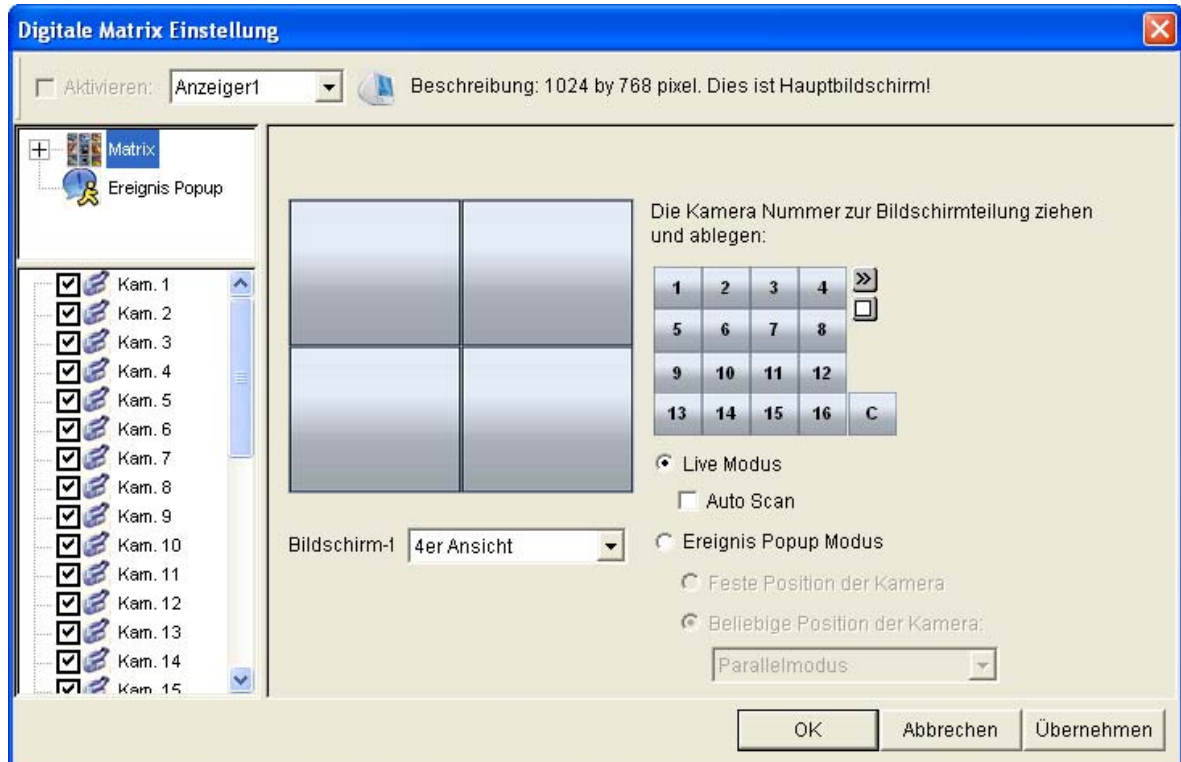 Digitale Matrix Einstellung
Aktivieren: Anzeiger1 Beschreibung: 1024 by 768 pixel. Dies ist Hauptbildschirm!
Matrix
Ereignis Popup
Kam. 1
Kam. 2
Kam. 3
Kam. 4
Kam. 5
Kam. 6
Kam. 7
Kam. 8
Kam. 9
Kam. 10
Kam. 11
Kam. 12
Kam. 13
Kam. 14
Kam. 15
Bildschirm-1 4er Ansicht
Die Kamera Nummer zur Bildschirmteilung ziehen
und ablegen:
1 2 3 4 »
5 6 7 8
9 10 11 12
13 14 15 16 C
Live Modus
Auto Scan
Ereignis Popup Modus
Feste Position der Kamera
Beliebige Position der Kamera:
Parallelmodus
OK Abbrechen Übernehmen